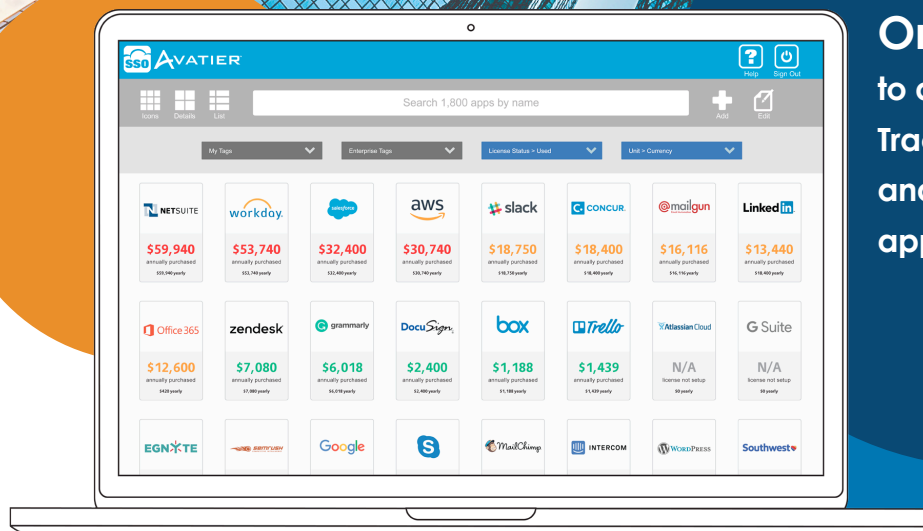 SSO AVATIER
Help Sign Out
Icons Details List
Search 1,800 apps by name
Add Edit
My Tags Enterprise Tags License Status > Used Unit > Currency
NETSUITE workday. salesforce aws slack C CONCUR. @mailgun Linked in
$59,940 $53,740 $32,400 $30,740 $18,750 $18,400 $16,116 $13,440
annually purchased annually purchased annually purchased annually purchased annually purchased annually purchased annually purchased annually purchased
$59,940 yearly $53,740 yearly $32,400 yearly $30,740 yearly $18,750 yearly $18,400 yearly $16,116 yearly $18,400 yearly
Office 365 zendesk grammarly DocuSign box Trello Atlassian Cloud G Suite
$12,600 $7,080 $6,018 $2,400 $1,188 $1,439 N/A N/A
annually purchased annually purchased annually purchased annually purchased annually purchased annually purchased license not setup license not setup
$420 yearly $7,080 yearly $6,018 yearly $2,400 yearly $1,188 yearly $1,439 yearly $0 yearly $0 yearly
EGNYTE SEMRUSH Google S MailChimp INTERCOM WORDPRESS Southwest
to
and